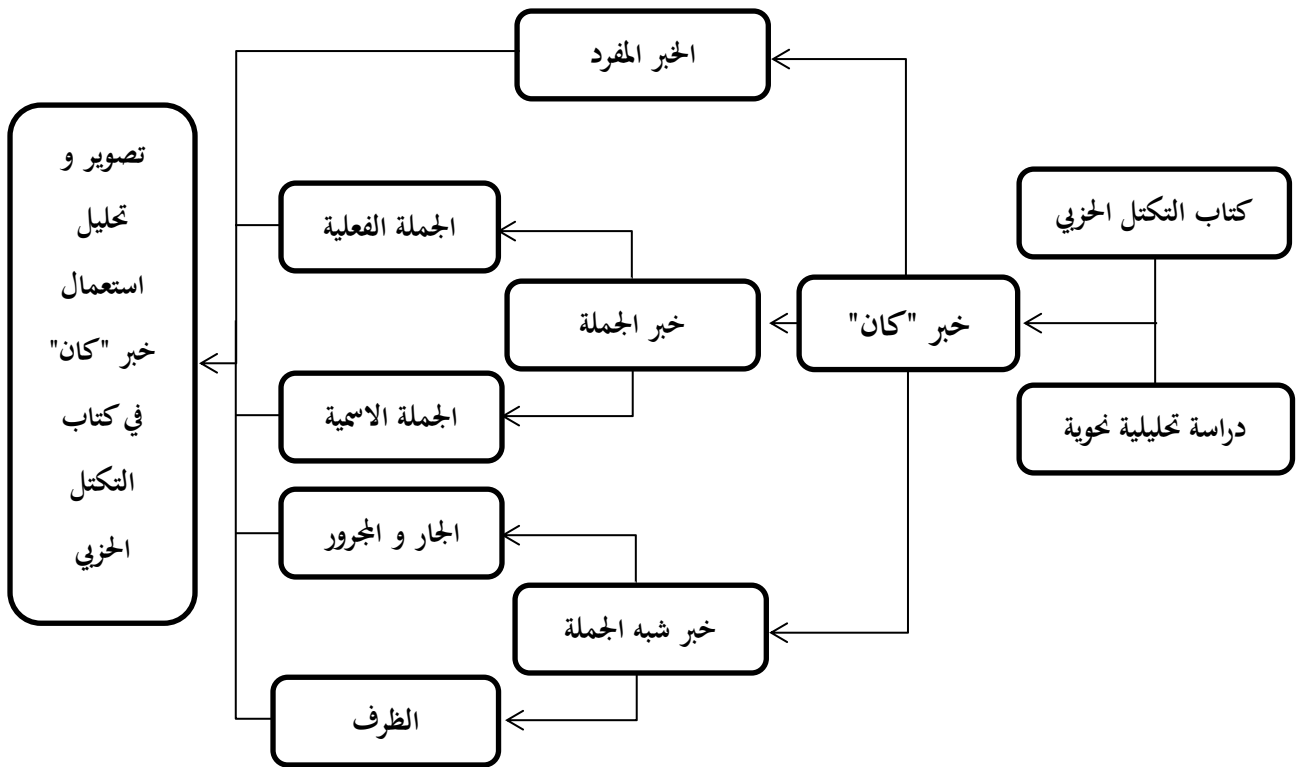 كتاب التكتل الحزبي
دراسة تحليلية نحوية
خبر "كان"
الخبر المفرد
خبر الجملة
الجملة الفعلية
الجملة الاسمية
خبر شبه الجملة
الجار و المجرور
الظرف
تصوير و
تحليل
استعمال
خبر "كان"
في كتاب
التكتل
الحزبي